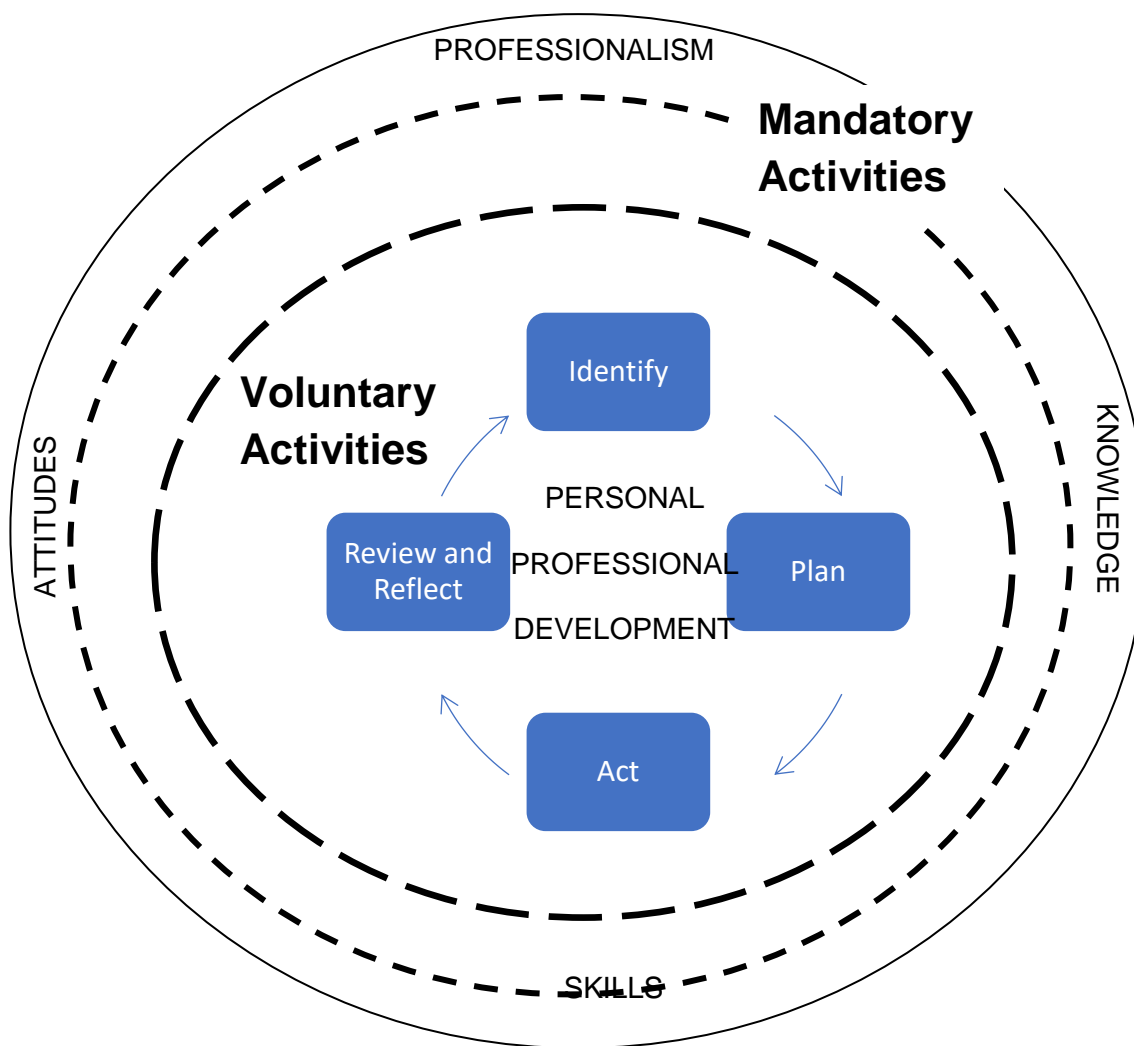 PROFESSIONALISM
Mandatory
Activities
Identify
Voluntary
Activities
KNOWLEDGE
ATTITUDES
PERSONAL
Review and
Reflect
PROFESSIONAL
Plan
DEVELOPMENT
Act
SKILLS